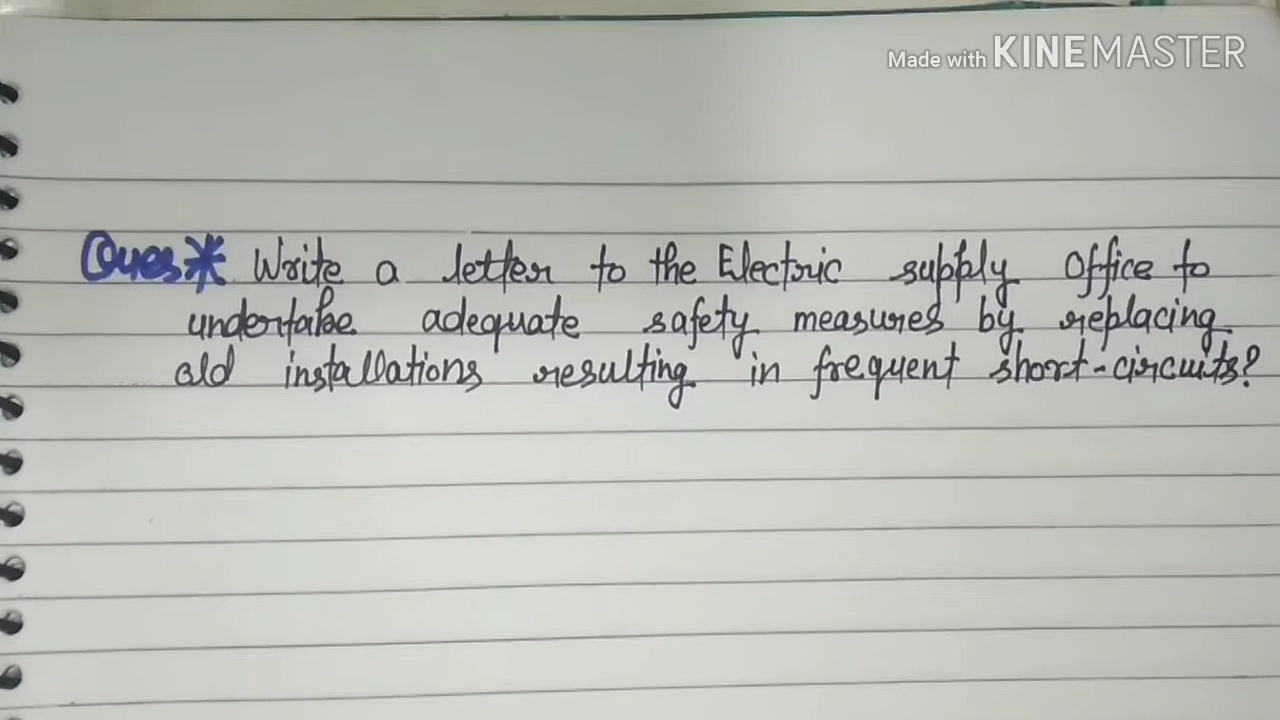 Made with KINEMASTER
Ques* Write a letter to the Electric supply Office to
undertake adequate safety measures by replacing
old installations resulting in frequent short-circuits?